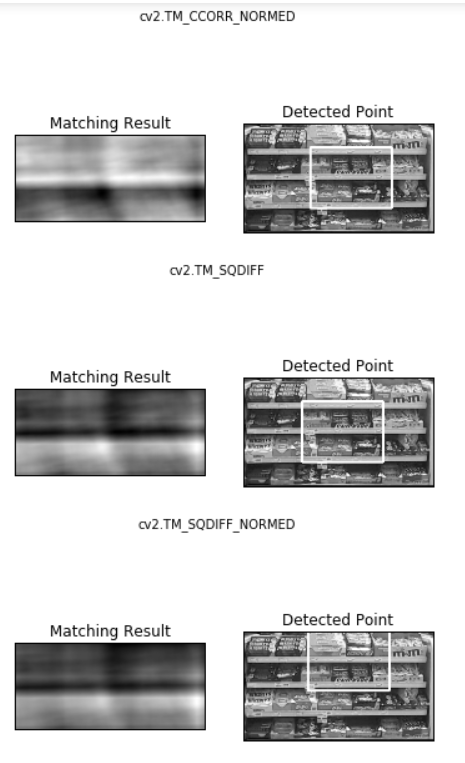 cv2.TM_CCORR_NORMED
Matching Result
Detected Point
cv2.TM_SQDIFF
Matching Result
Detected Point
cv2.TM_SQDIFF_NORMED
Matching Result
Detected Point